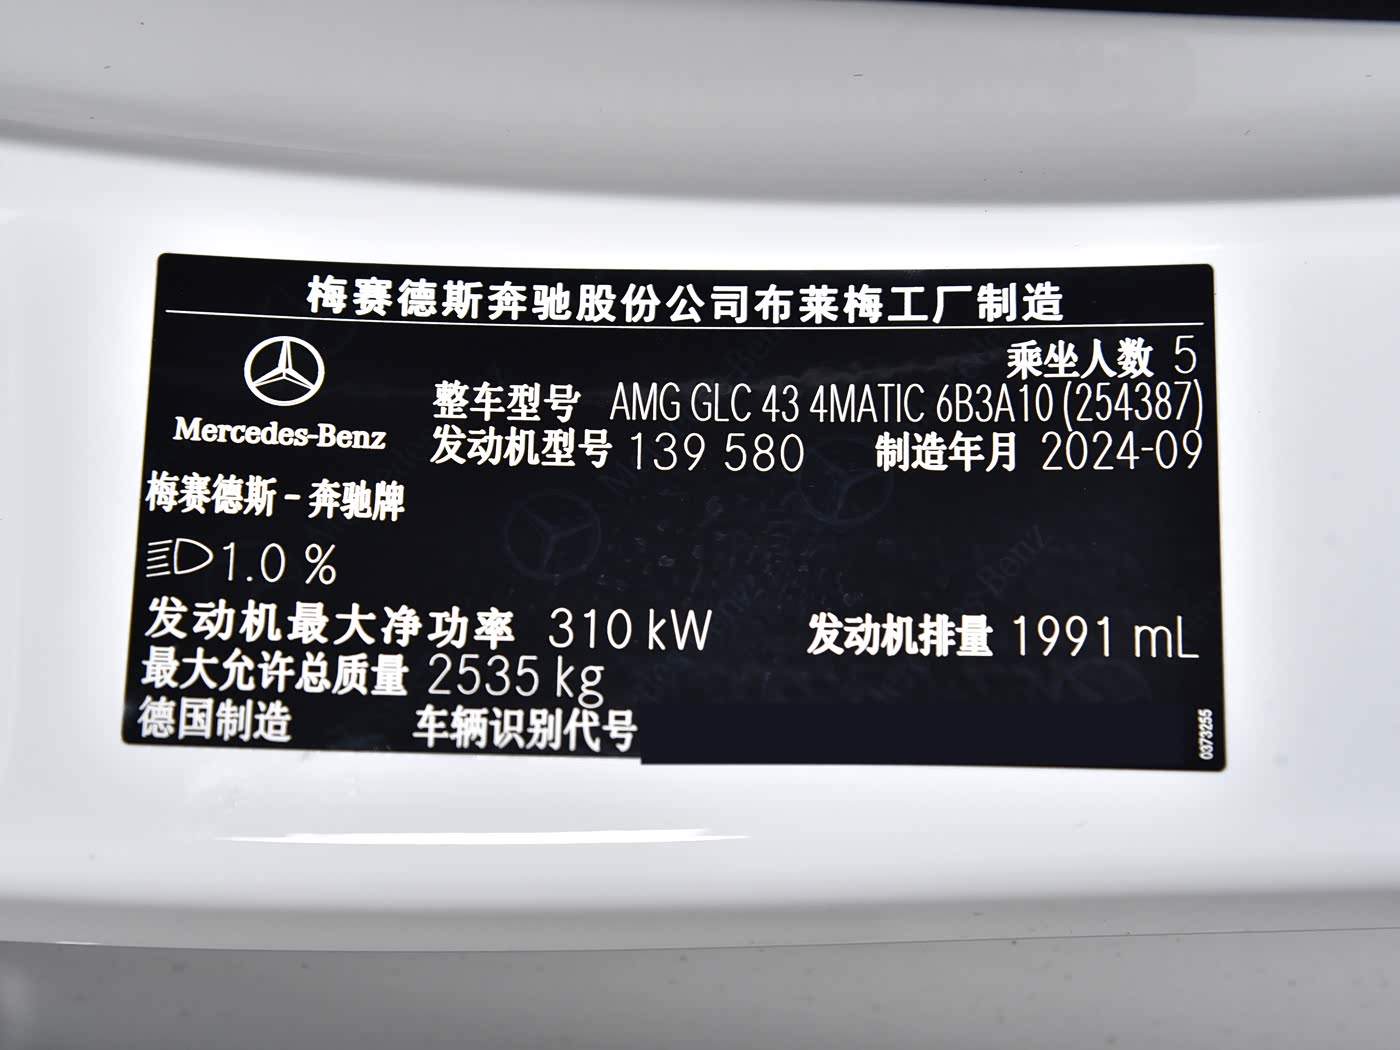 梅赛德斯奔驰股份公司布莱梅工厂制造
乘坐人数 5
整车型号 AMG GLC 43 4MATIC 6B3A10 (254387)
Mercedes-Benz
发动机型号 139 580 制造年月 2024-09
梅赛德斯-奔驰牌
1.0 %
发动机最大净功率 310 kW 发动机排量 1991 mL
最大允许总质量 2535 kg
德国制造 车辆识别代号
0373255